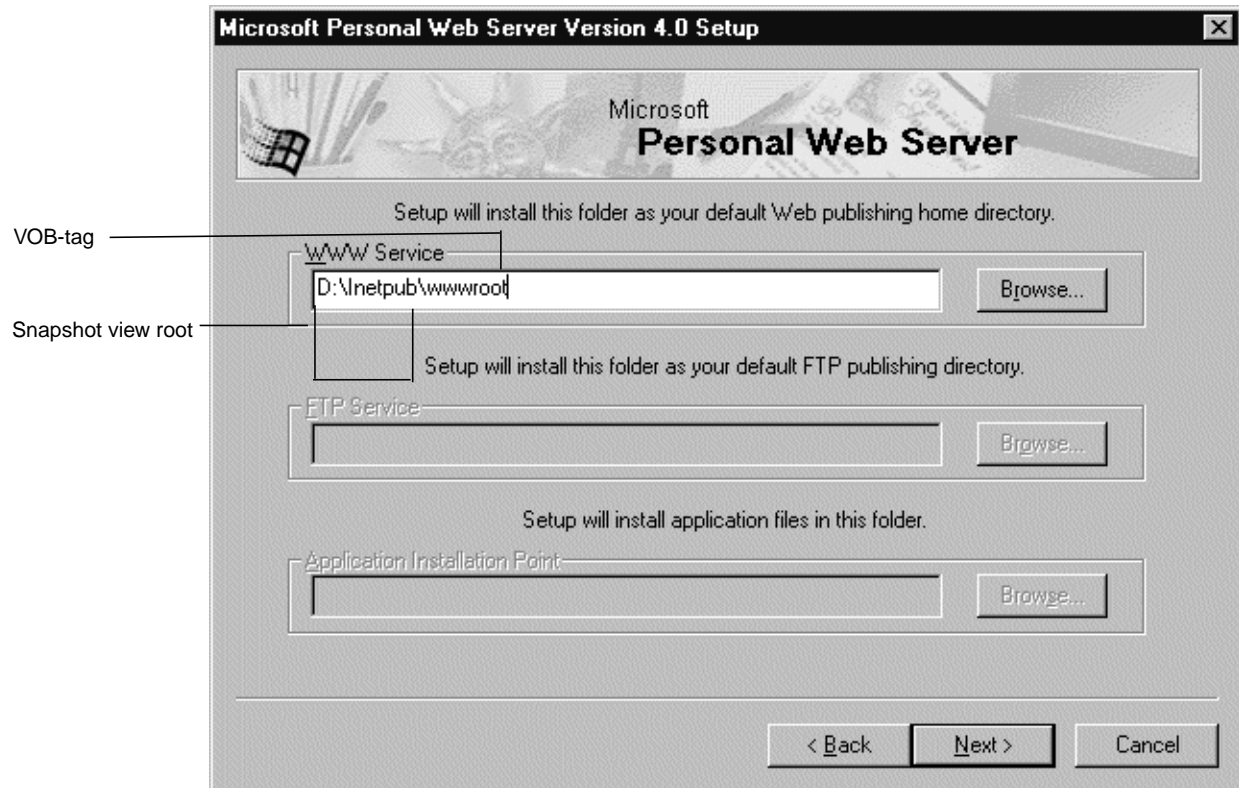 Microsoft Personal Web Server Version 4.0 Setup
Microsoft
Personal Web Server
Setup will install this folder as your default Web publishing home directory.
VOB-tag
WWW Service
D:\Inetpub\wwwroot
Browse...
Snapshot view root
Setup will install this folder as your default FTP publishing directory.
FTP Service
Browse...
Setup will install application files in this folder.
Application Installation Point
Browse...
< Back
Next >
Cancel